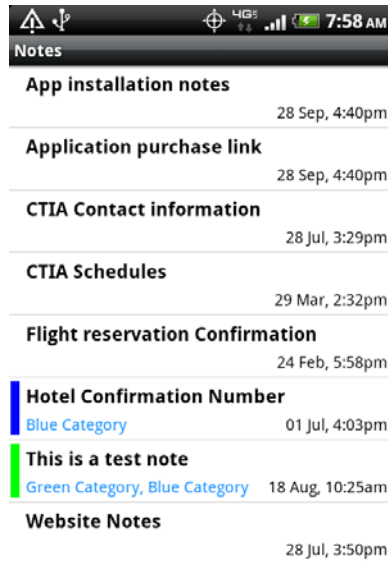 4G 7:58 AM
Notes
App installation notes
28 Sep, 4:40pm
Application purchase link
28 Sep, 4:40pm
CTIA Contact information
28 Jul, 3:29pm
CTIA Schedules
29 Mar, 2:32pm
Flight reservation Confirmation
24 Feb, 5:58pm
Hotel Confirmation Number
Blue Category 01 Jul, 4:03pm
This is a test note
Green Category, Blue Category 18 Aug, 10:25am
Website Notes
28 Jul, 3:50pm